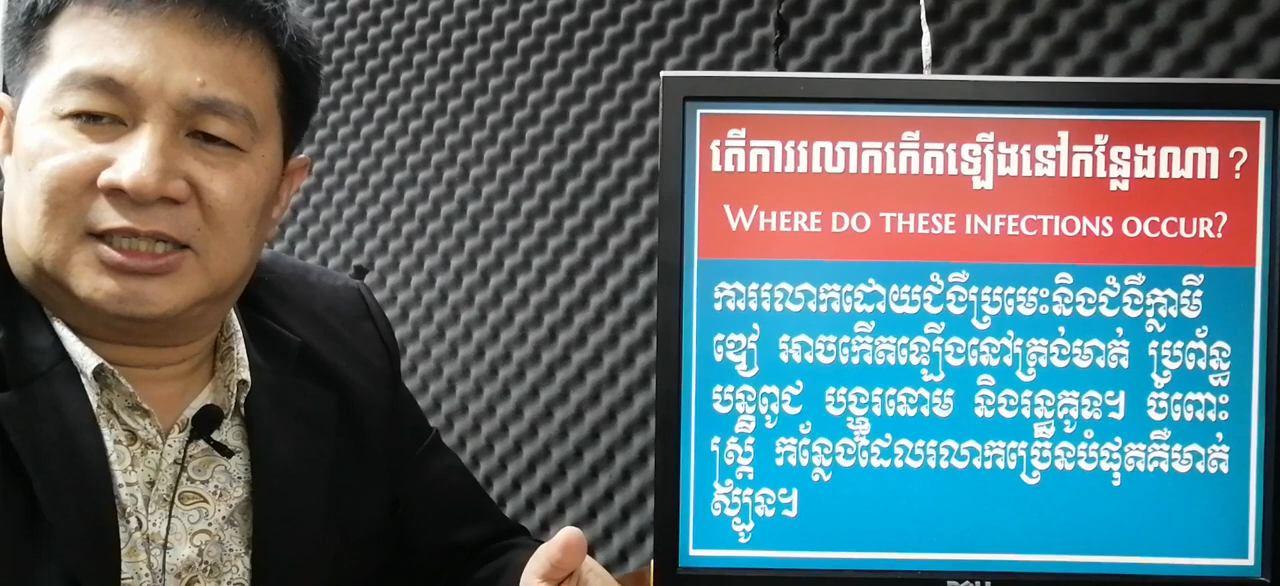 តើការរលាកកើតឡើងនៅកន្លែងណា ?
WHERE DO THESE INFECTIONS OCCUR?
ការរលាកដោយជំងឺប្រមេះនិងជំងឺក្លាមី
ឌៀ អាចកើតឡើងនៅត្រង់មាត់ ប្រព័ន្ធ
បន្តពូជ បង្ហួរនោម និងរន្ធគូទ។ ចំពោះ
ស្ត្រី កន្លែងដែលរលាកច្រើនបំផុតគឺមាត់
ស្បូន។